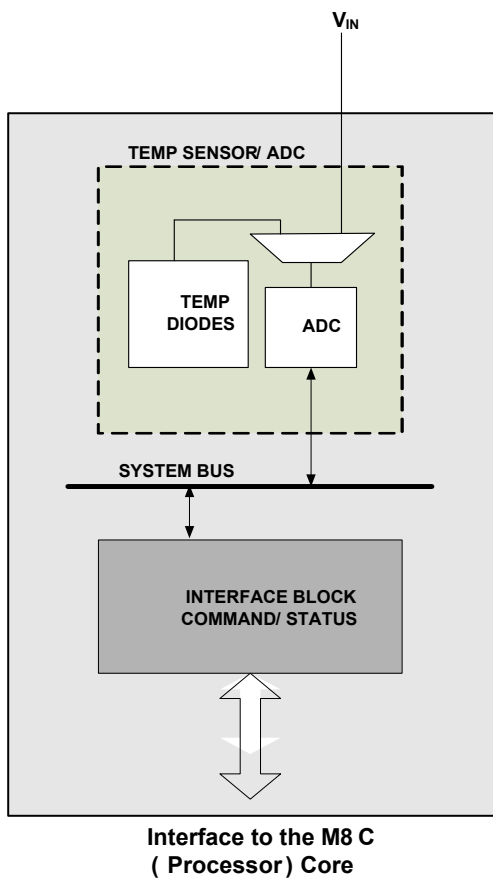 VIN
TEMP SENSOR/ ADC
TEMP
DIODES
ADC
SYSTEM BUS
INTERFACE BLOCK
COMMAND/ STATUS
Interface to the M8 C
( Processor) Core